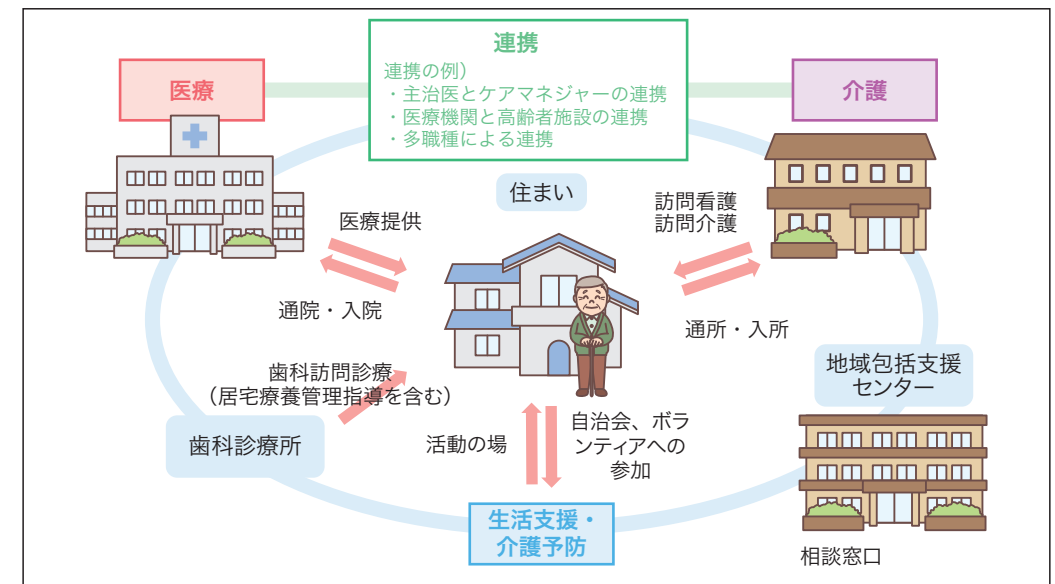 連携
連携の例）
・主治医とケアマネジャーの連携
・医療機関と高齢者施設の連携
・多職種による連携
医療
介護
住まい
医療提供
訪問看護
訪問介護
通院・入院
通所・入所
歯科訪問診療
（居宅療養管理指導を含む）
地域包括支援
センター
歯科診療所
活動の場
自治会、ボラ
ンティアへの
参加
生活支援・
介護予防
相談窓口